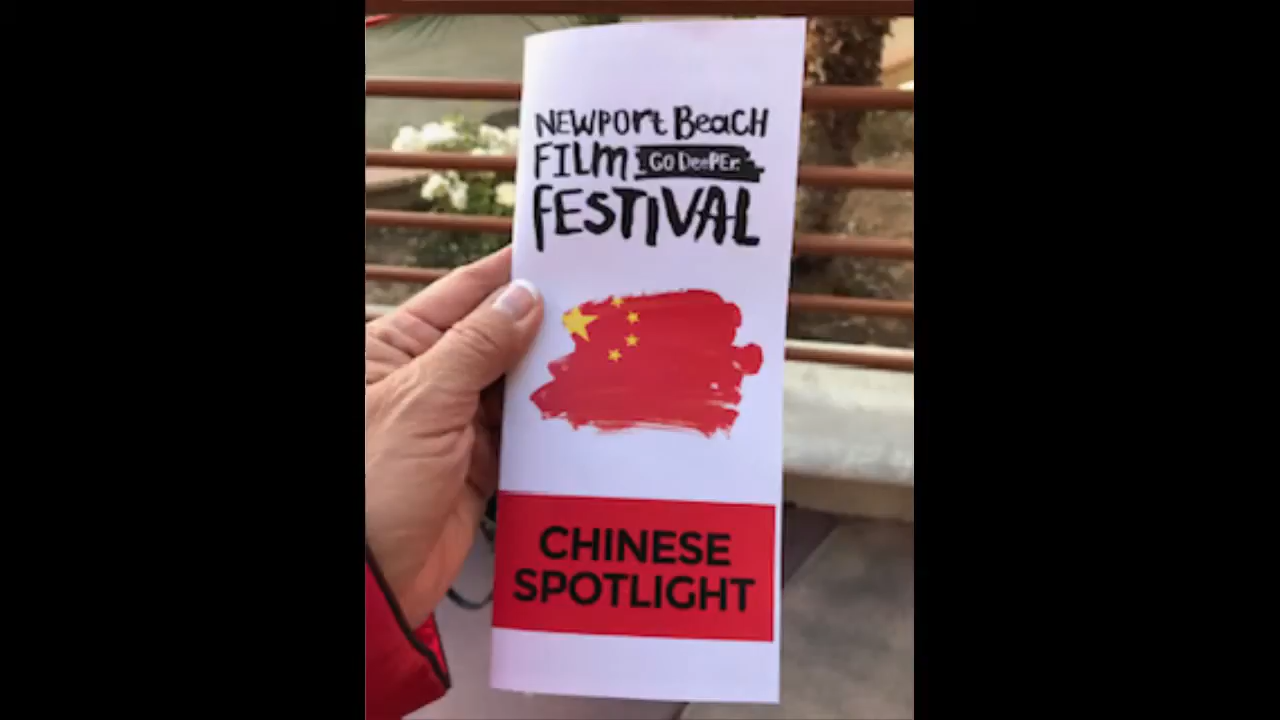 NEWPORT BEACH
FILM GO DEEPER.
FESTIVAL
CHINESE
SPOTLIGHT